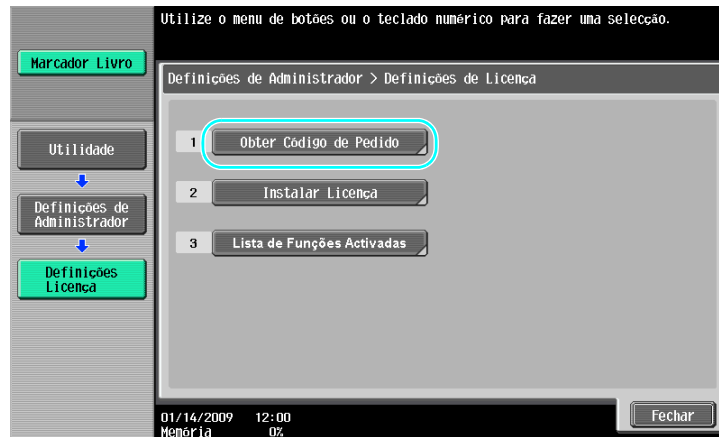 Utilize o menu de botões ou o teclado numérico para fazer uma selecção.
Marcador Livro
Definições de Administrador > Definições de Licença
Utilidade
Definições de
Administrador
Definições
Licença
1 Obter Código de Pedido
2 Instalar Licença
3 Lista de Funções Activadas
01/14/2009 12:00
Memória 0%
Fechar